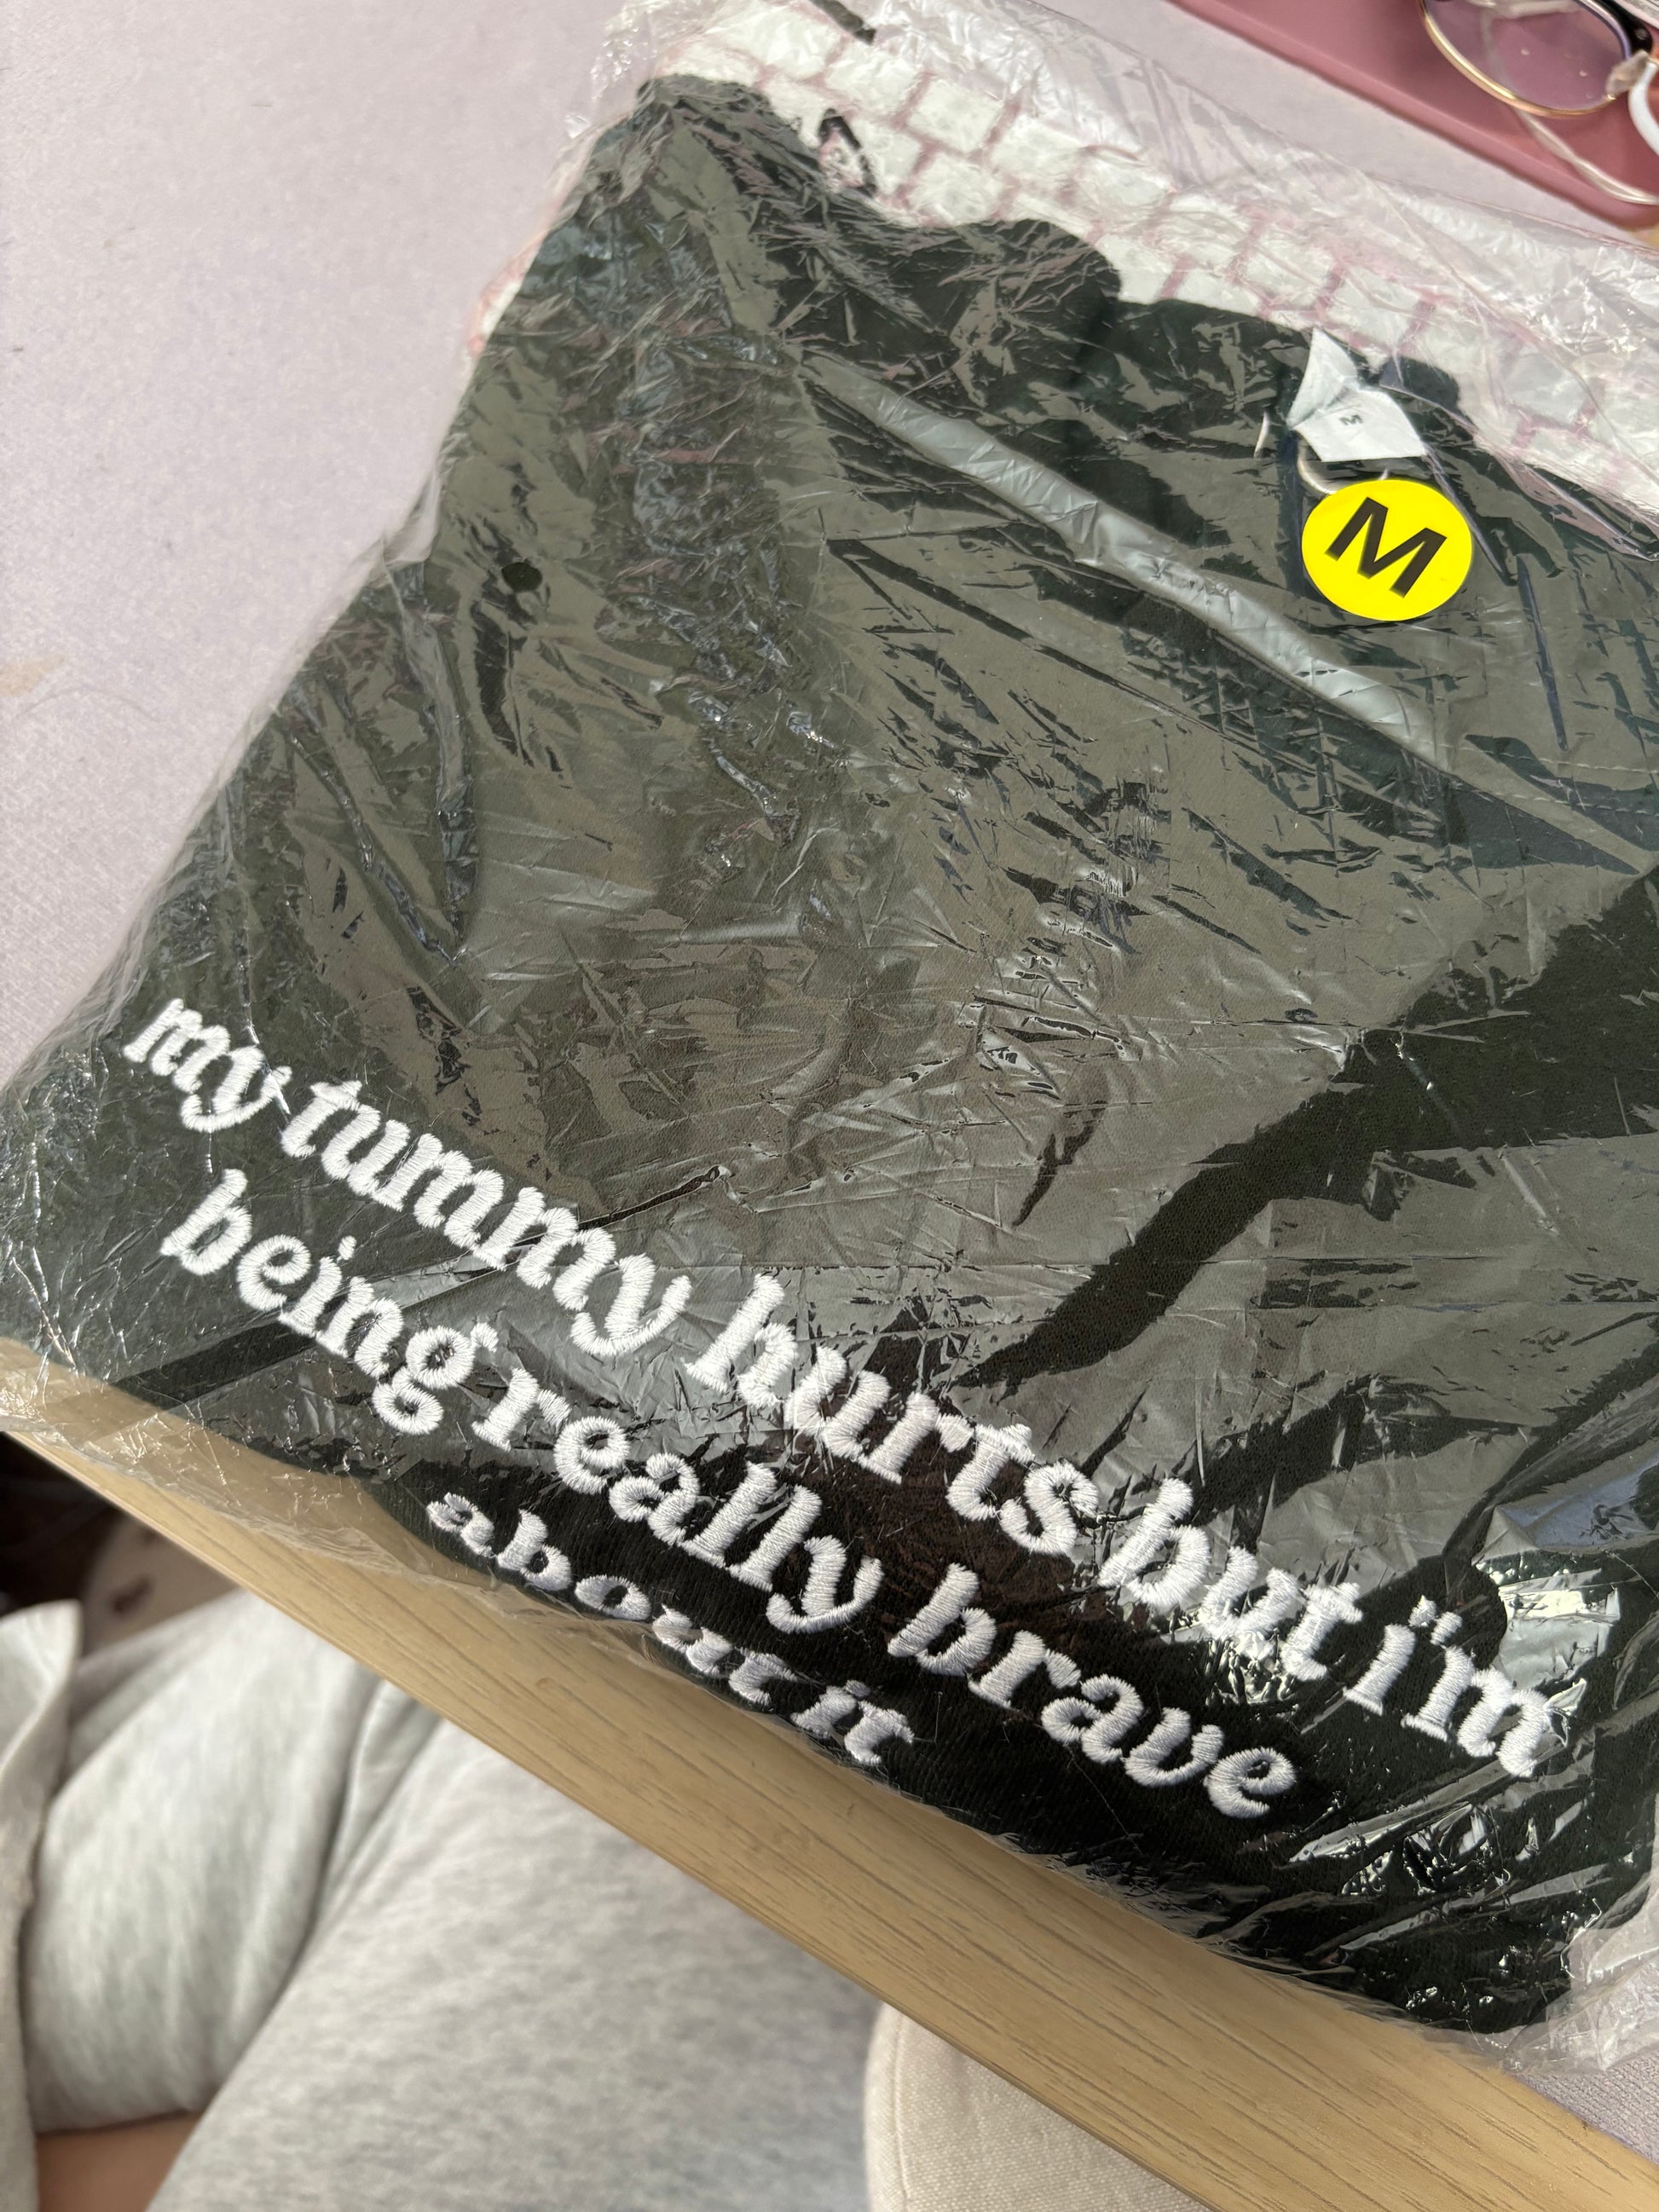 M
M
my tummy hurts but i'm
being really brave
about it